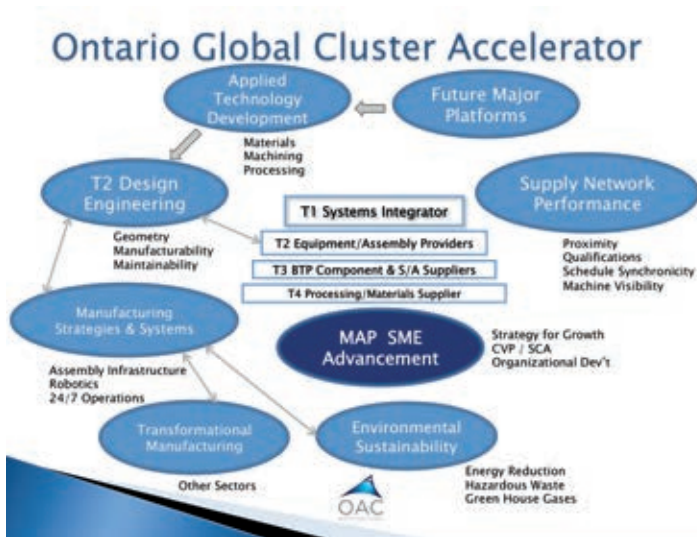 Ontario Global Cluster Accelerator
Applied
Technology
Development
Future Major
Platforms
Materials
Machining
Processing
T2 Design
Engineering
Supply Network
Performance
T1 Systems Integrator
T2 Equipment/Assembly Providers
T3 BTP Component & S/A Suppliers
T4 Processing/Materials Supplier
Geometry
Manufacturability
Maintainability
Proximity
Qualifications
Schedule Synchronicity
Machine Visibility
Manufacturing
Strategies & Systems
MAP SME
Advancement
Strategy for Growth
CVP / SCA
Organizational Dev't
Assembly Infrastructure
Robotics
24/7 Operations
Transformational
Manufacturing
Environmental
Sustainability
Other Sectors
Energy Reduction
Hazardous Waste
Green House Gases
OAC